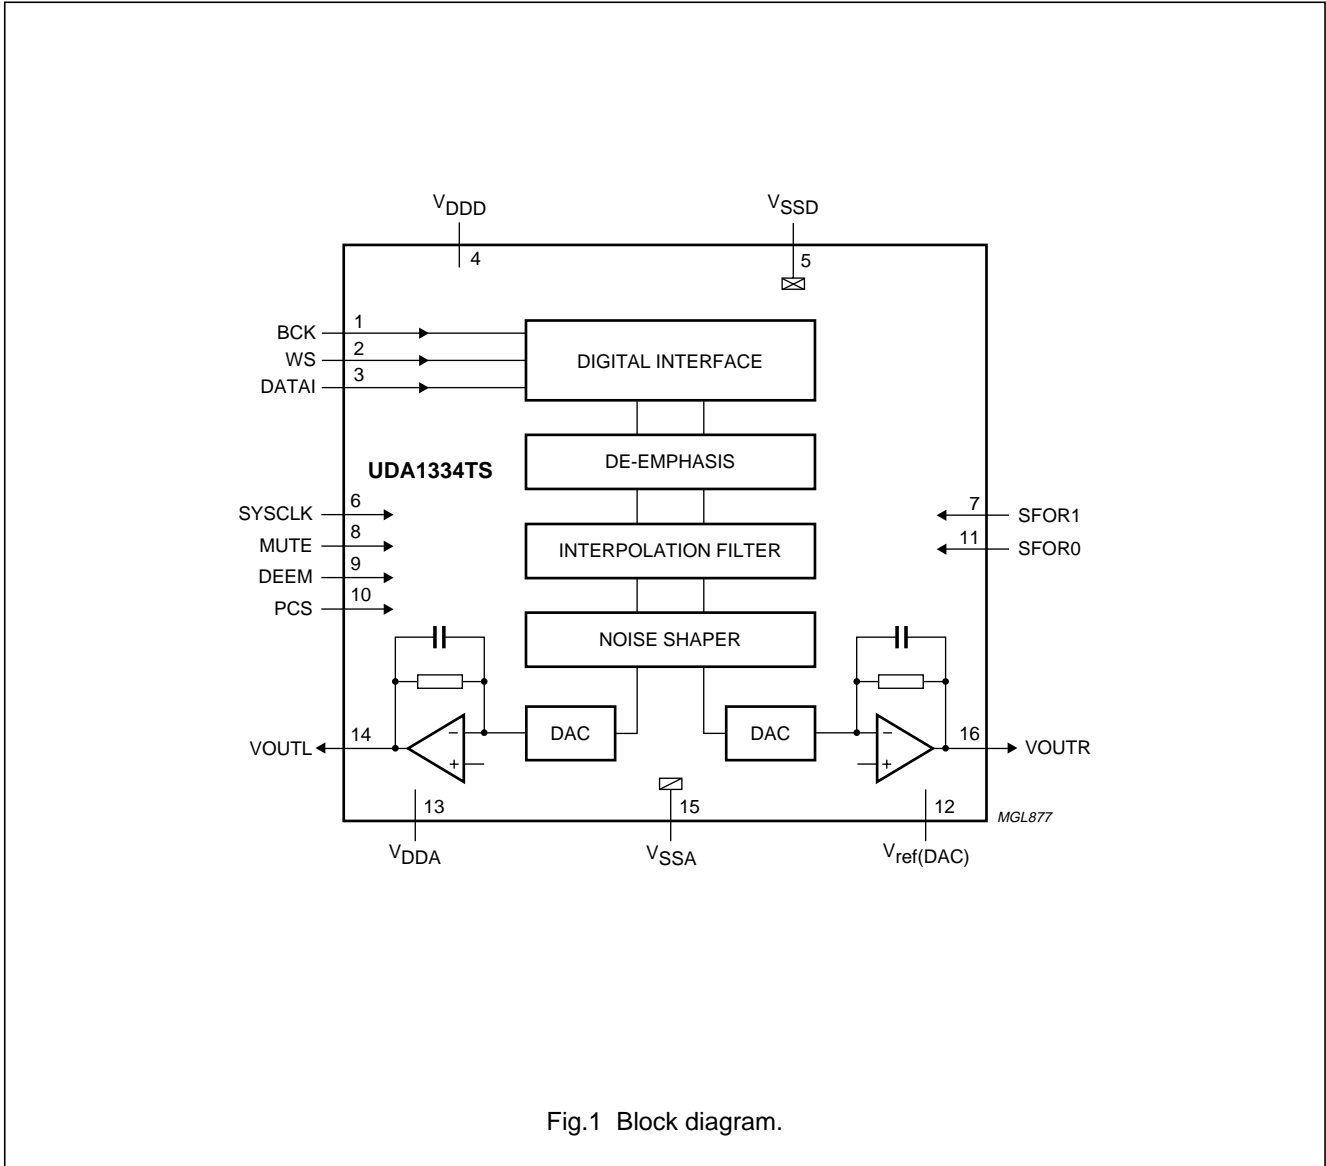 VDDD
VSSD
4
5
BCK
1
WS
2
DATAI
3
DIGITAL INTERFACE
DE-EMPHASIS
UDA1334TS
SYSCLK
6
MUTE
8
DEEM
9
PCS
10
7
SFOR1
11
SFOR0
INTERPOLATION FILTER
NOISE SHAPER
VOUTL
14
−
+
DAC
DAC
−
+
16
VOUTR
13
15
12
VDDA
VSSA
Vref(DAC)
MGL877
Fig.1 Block diagram.